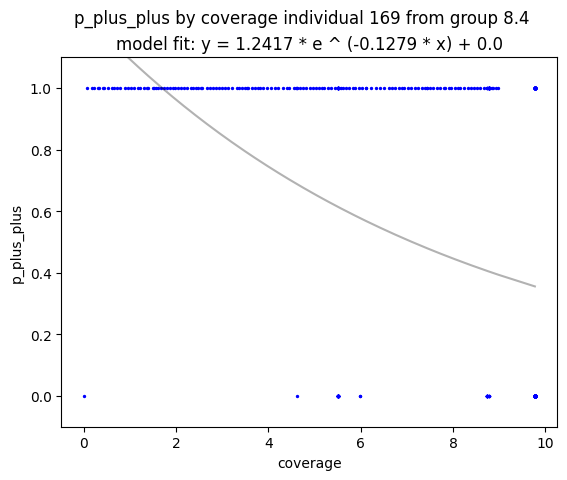 p_plus_plus by coverage individual 169 from group 8.4
model fit: y = 1.2417 * e ^ (-0.1279 * x) + 0.0
1.0
0.8
0.6
0.4
0.2
0.0
p_plus_plus
0 2 4 6 8 10
coverage